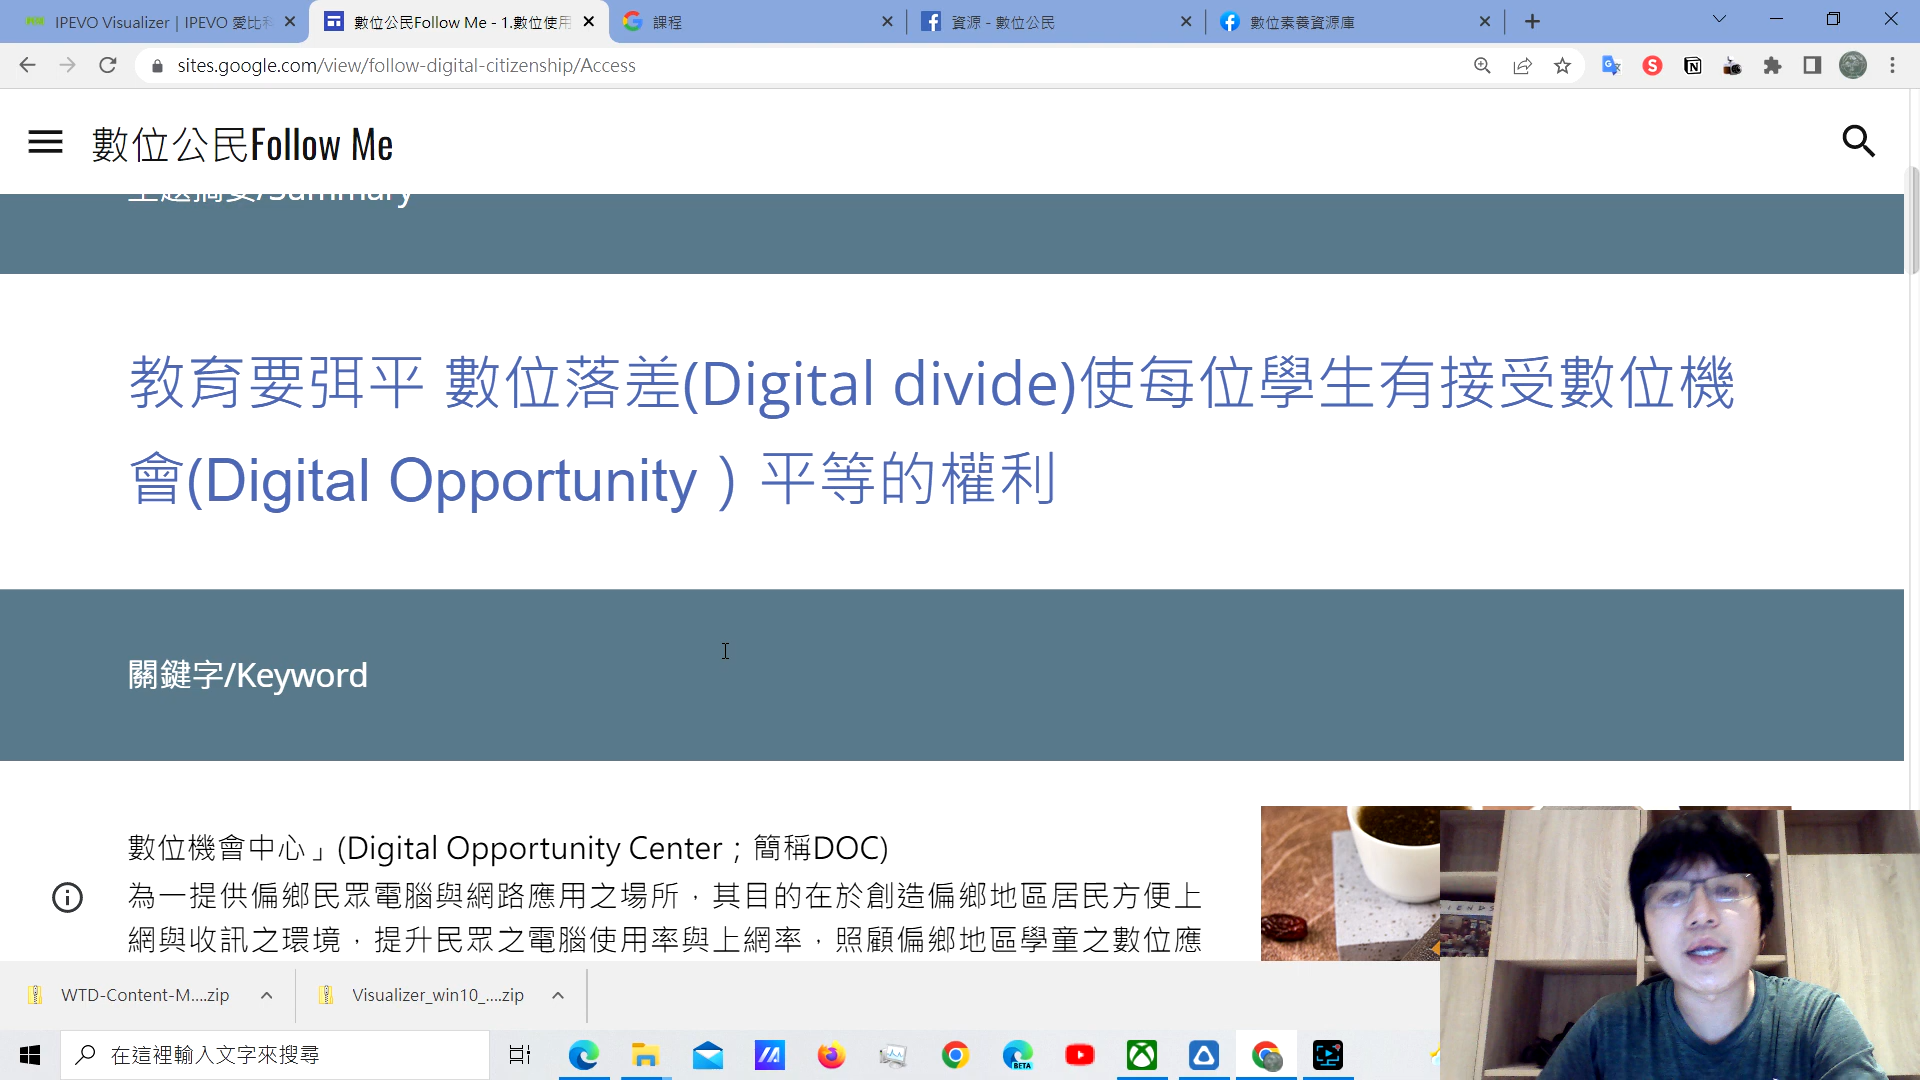 IPEVO Visualizer | IPEVO 愛比科
數位公民Follow Me - 1.數位使用
課程
資源 - 數位公民
數位素養資源庫
sites.google.com/view/follow-digital-citizenship/Access
數位公民Follow Me
主題摘要/Summary
教育要弭平 數位落差(Digital divide)使每位學生有接受數位機
會(Digital Opportunity ) 平等的權利
關鍵字/Keyword
數位機會中心」(Digital Opportunity Center；簡稱DOC)
為一提供偏鄉民眾電腦與網路應用之場所，其目的在於創造偏鄉地區居民方便上
網與收訊之環境，提升民眾之電腦使用率與上網率，照顧偏鄉地區學童之數位應
WTD-Content-M....zip
Visualizer_win10_....zip
在這裡輸入文字來搜尋
BETA